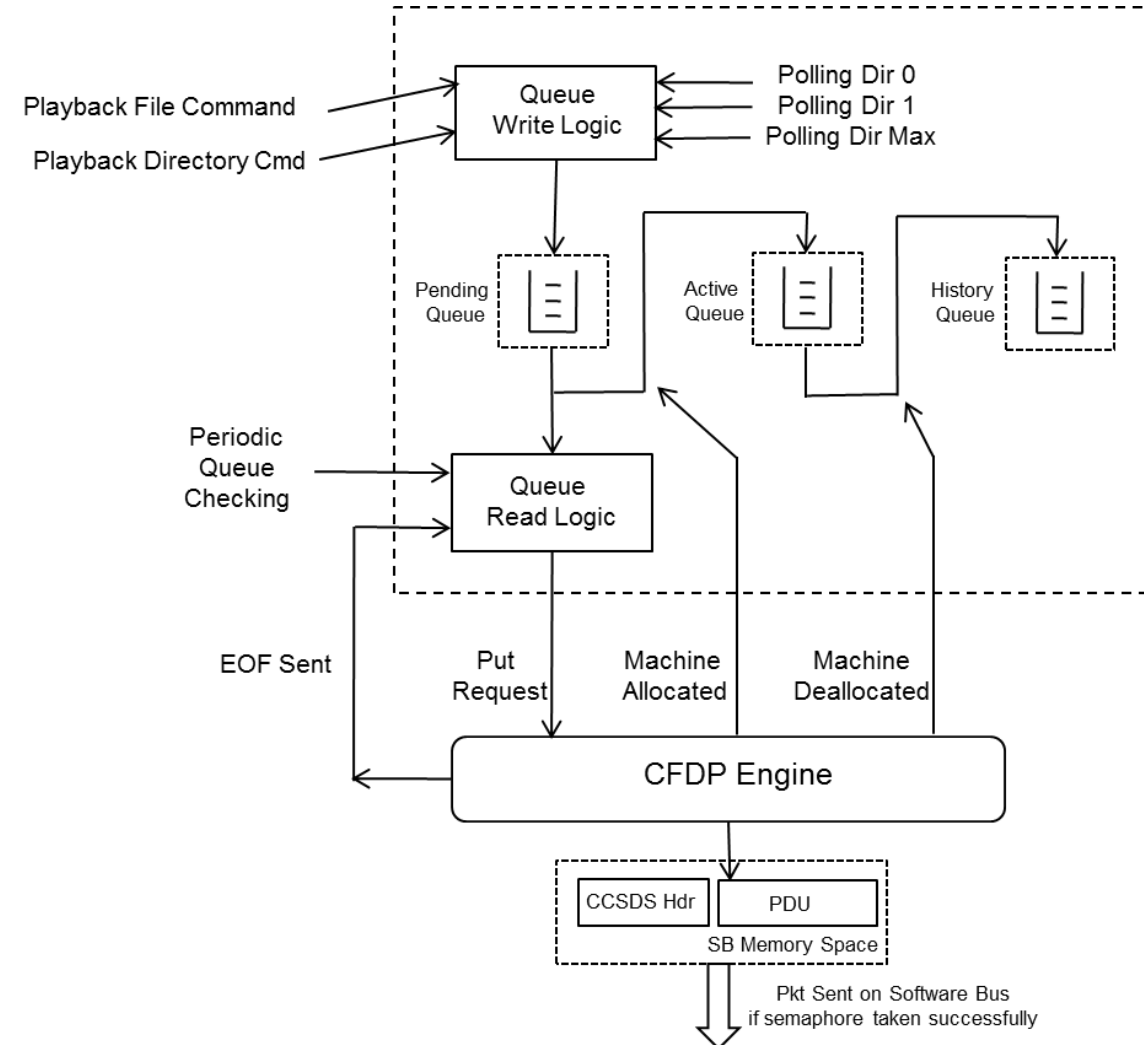 Playback File Command
Playback Directory Cmd
Queue
Write Logic
Polling Dir 0
Polling Dir 1
Polling Dir Max
Pending
Queue
Active
Queue
History
Queue
Periodic
Queue
Checking
Queue
Read Logic
EOF Sent
Put
Request
Machine
Allocated
Machine
Deallocated
CFDP Engine
CCSDS Hdr
PDU
SB Memory Space
Pkt Sent on Software Bus
if semaphore taken successfully